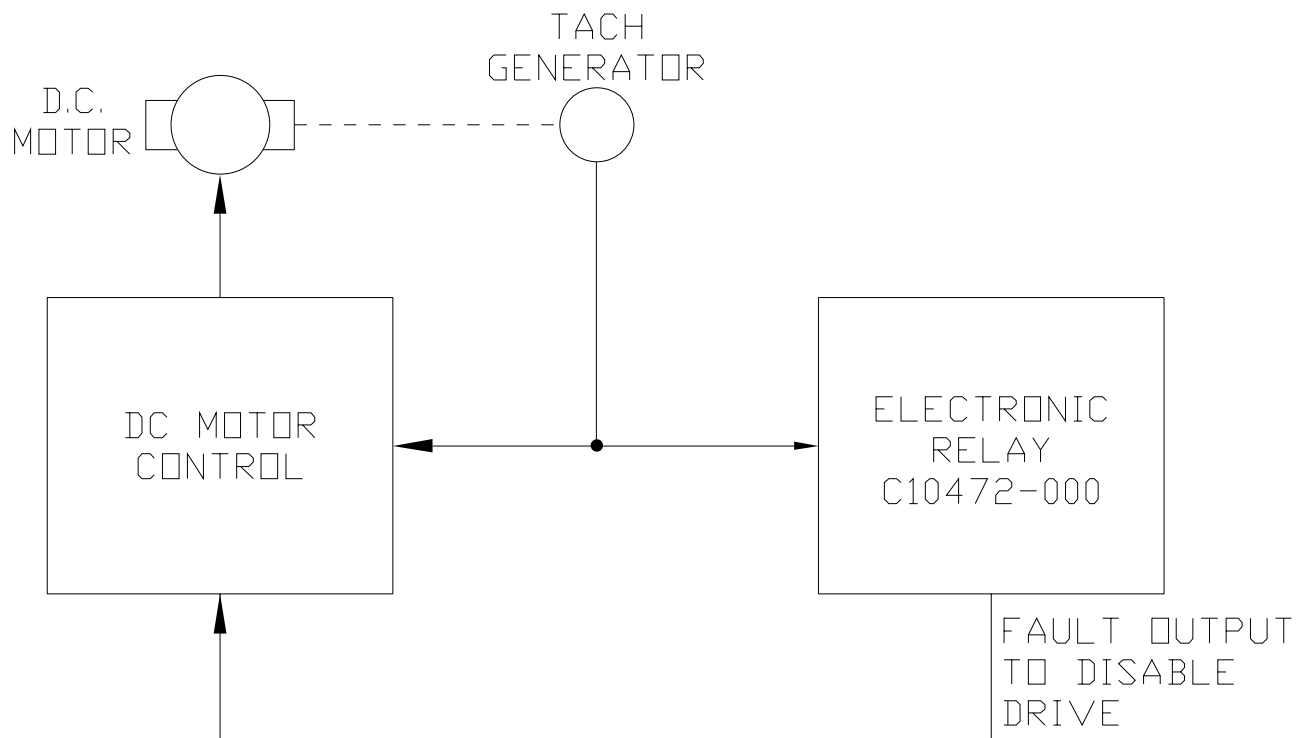 TACH
GENERATOR
D.C.
MOTOR
DC MOTOR
CONTROL
ELECTRONIC
RELAY
C10472-000
FAULT OUTPUT
TO DISABLE
DRIVE